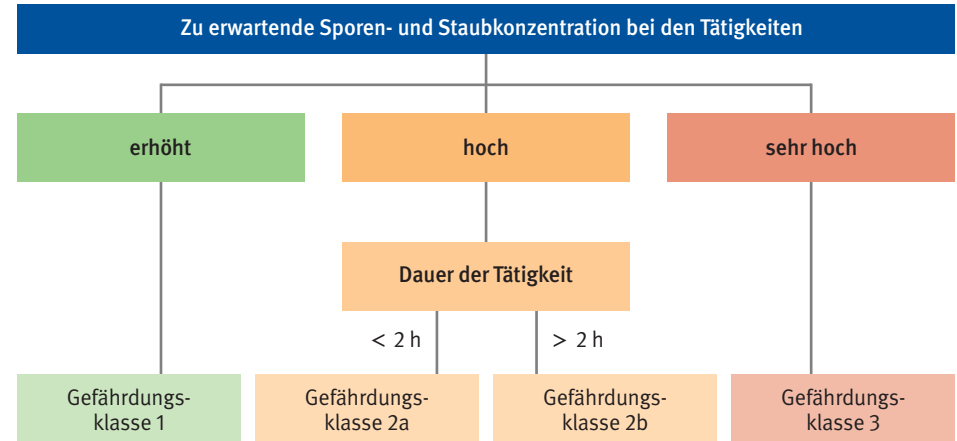 Zu erwartende Sporen- und Staubkonzentration bei den Tätigkeiten
erhöht
hoch
sehr hoch
Dauer der Tätigkeit
< 2 h
> 2 h
Gefährdungs-
klasse 1
Gefährdungs-
klasse 2a
Gefährdungs-
klasse 2b
Gefährdungs-
klasse 3